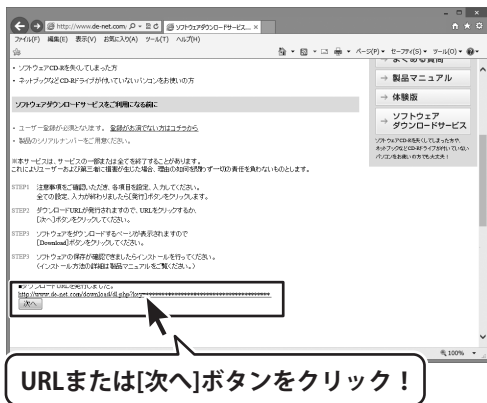 http://www.de-net.com/
ソフトウェアダウンロードサービス...
ファイル(F) 編集(E) 表示(V) お気に入り(A) ツール(T) ヘルプ(H)
ページ(P) セーフティ(S) ツール(O)
・ソフトウェアCD-Rを失くしてしまった方
・ネットブックなどCD-Rドライブが付いていないパソコンをお使いの方
よくある質問
→ 製品マニュアル
→ 体験版
→ ソフトウェア
ダウンロードサービス
ソフトウェアCD-Rを失くしてしまった方や、
ネットブックなどCD-Rドライブが付いていない
パソコンをお使いの方でも大丈夫！
ソフトウェアダウンロードサービスをご利用になる前に
・ユーザー登録が必須となります。 登録がお済でない方はコチラから
・製品のシリアルナンバーをご用意ください。
※本サービスは、サービスの一部または全てを終了することがあります。
これによりユーザーおよび第三者に損害が生じた場合、理由の如何を問わず一切の責任を負わないものとします。
STEP1 注意事項をご確認いただき、各項目を設定、入力してください。
全ての設定、入力が終わりましたら[発行]ボタンをクリックします。
STEP2 ダウンロードURLが発行されますので、URLをクリックするか、
[次へ]ボタンをクリックしてください。
STEP3 ソフトウェアをダウンロードするページが表示されますので
[Download]ボタンをクリックしてください。
STEP3 ソフトウェアの保存が確認できましたらインストールを行ってください。
(インストール方法の詳細は製品マニュアルをご覧ください。)
■ダウンロードURLを発行しました。
http://www.de-net.com/download/dl.php?key=****************************************
次へ
100%
URLまたは[次へ]ボタンをクリック！